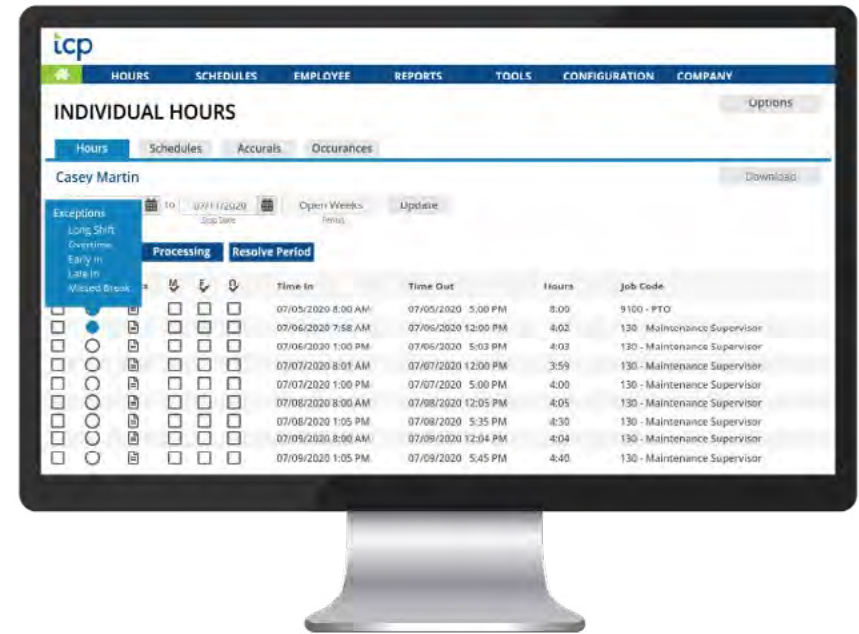 icp
HOURS SCHEDULES EMPLOYEE REPORTS TOOLS CONFIGURATION COMPANY
INDIVIDUAL HOURS
Options
Hours Schedules Accurals Occurances
Casey Martin
Download
to 07/11/2020 Open Weeks Update
Stop Date Period
Exceptions
Long Shift
Overtime
Early In
Late In
Missed Break
Processing Resolve Period
s M E O Time In Time Out Hours Job Code
07/05/2020 8:00 AM 07/05/2020 5:00 PM 8:00 9100 - PTO
07/06/2020 7:58 AM 07/06/2020 12:00 PM 4:02 130 - Maintenance Supervisor
07/06/2020 1:00 PM 07/06/2020 5:03 PM 4:03 130 - Maintenance Supervisor
07/07/2020 8:01 AM 07/07/2020 12:00 PM 3:59 130 - Maintenance Supervisor
07/07/2020 1:00 PM 07/07/2020 5:00 PM 4:00 130 - Maintenance Supervisor
07/08/2020 8:00 AM 07/08/2020 12:05 PM 4:05 130 - Maintenance Supervisor
07/08/2020 1:05 PM 07/08/2020 5:35 PM 4:30 130 - Maintenance Supervisor
07/09/2020 8:00 AM 07/09/2020 12:04 PM 4:04 130 - Maintenance Supervisor
07/09/2020 1:05 PM 07/09/2020 5:45 PM 4:40 130 - Maintenance Supervisor